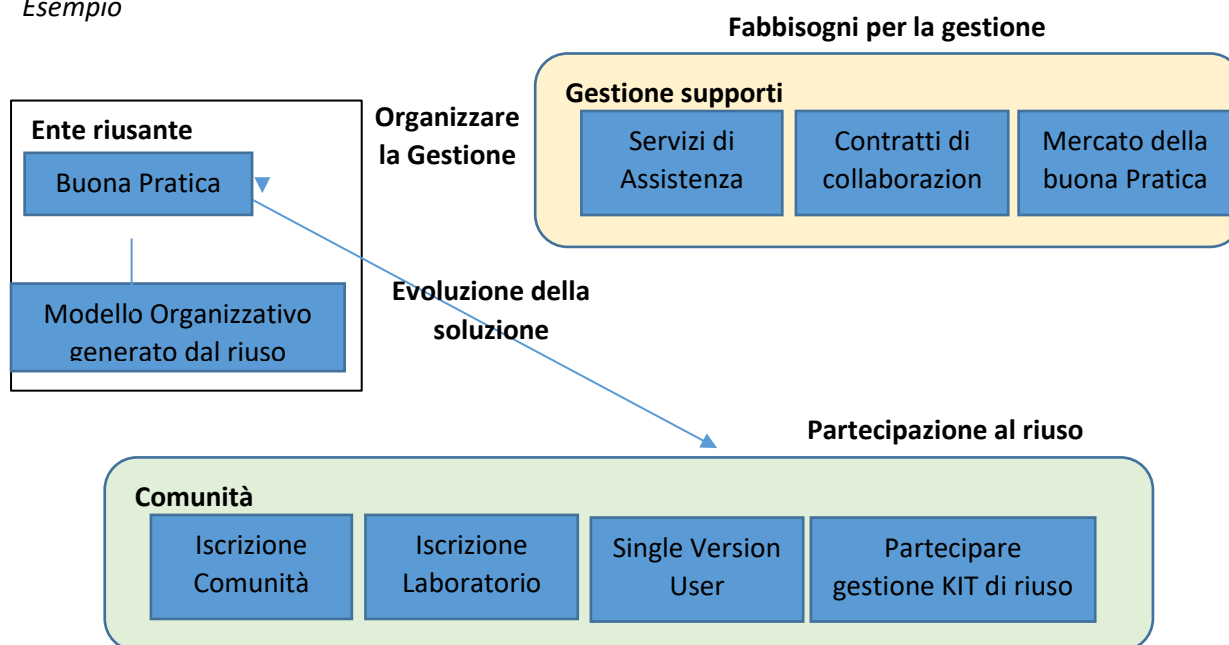 Esempio
Fabbisogni per la gestione
Gestione supporti
Servizi di
Assistenza
Contratti di
collaborazion
Mercato della
buona Pratica
Organizzare
la Gestione
Ente riusante
Buona Pratica
Modello Organizzativo
generato dal riuso
Evoluzione della
soluzione
Partecipazione al riuso
Comunità
Iscrizione
Comunità
Iscrizione
Laboratorio
Single Version
User
Partecipare
gestione KIT di riuso